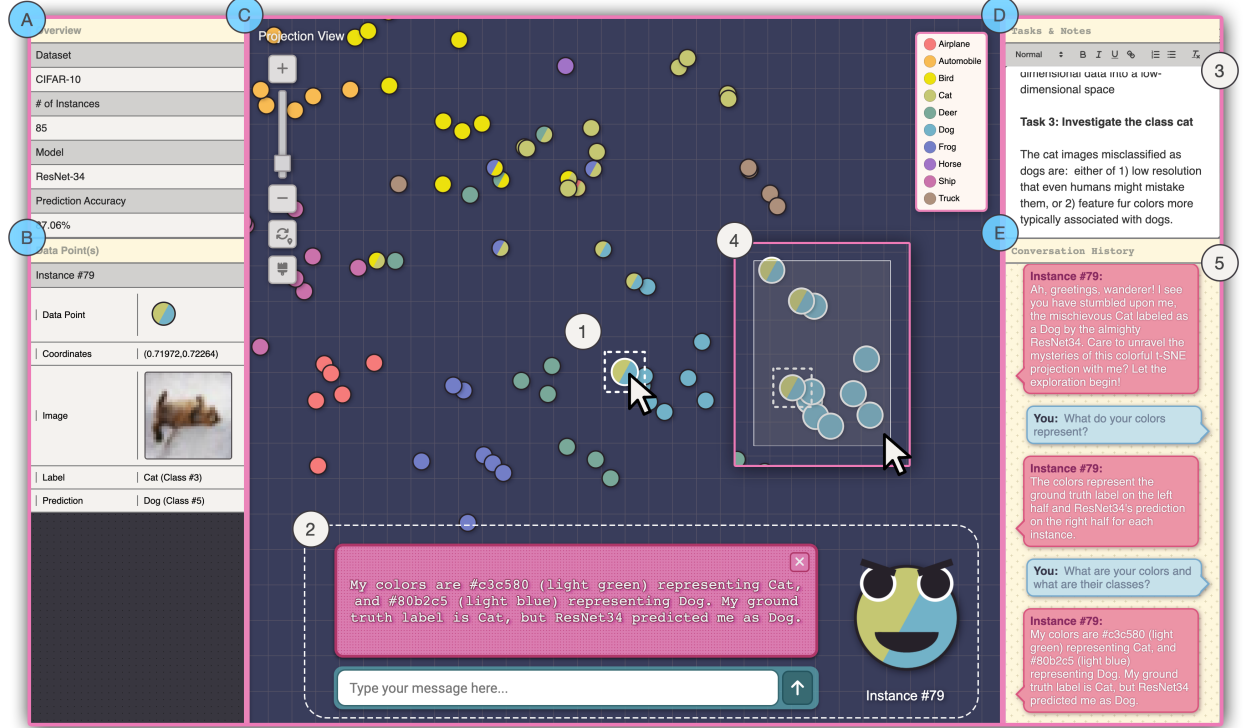 A
Overview
Dataset
CIFAR-10
# of Instances
85
Model
ResNet-34
Prediction Accuracy
7.06%
B
Data Point(s)
Instance #79
Data Point
Coordinates
(0.71972,0.72264)
Image
Label
Cat (Class #3)
Prediction
Dog (Class #5)
C
Projection View
Airplane
Automobile
Bird
Cat
Deer
Dog
Frog
Horse
Ship
Truck
1
4
2
My colors are #c3c580 (light green) representing Cat,
and #80b2c5 (light blue) representing Dog. My ground
truth label is Cat, but ResNet34 predicted me as Dog.
Type your message here...
Instance #79
D
Tasks & Notes
Normal
B I U
3
dimensional data into a low-
dimensional space
Task 3: Investigate the class cat
The cat images misclassified as
dogs are: either of 1) low resolution
that even humans might mistake
them, or 2) feature fur colors more
typically associated with dogs.
E
Conversation History
5
Instance #79:
Ah, greetings, wanderer! I see
you have stumbled upon me,
the mischievous Cat labeled as
a Dog by the almighty
ResNet34. Care to unravel the
mysteries of this colorful t-SNE
projection with me? Let the
exploration begin!
You: What do your colors
represent?
Instance #79:
The colors represent the
ground truth label on the left
half and ResNet34's prediction
on the right half for each
instance.
You: What are your colors and
what are their classes?
Instance #79:
My colors are #c3c580 (light
green) representing Cat, and
#80b2c5 (light blue)
representing Dog. My ground
truth label is Cat, but ResNet34
predicted me as Dog.